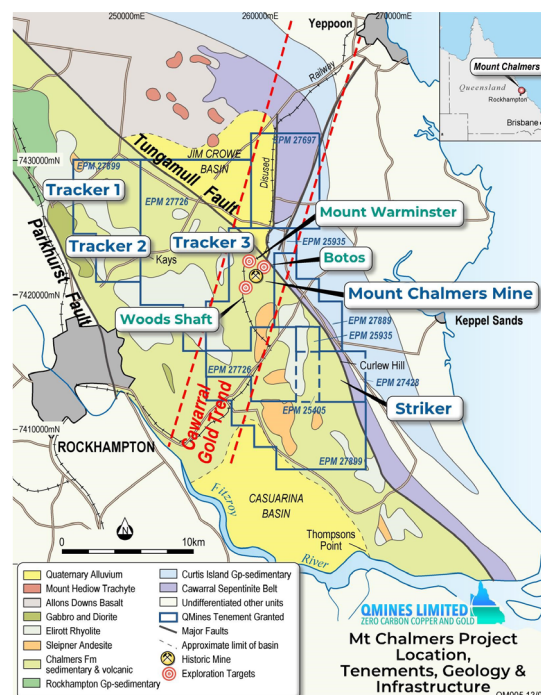 250000mE
260000mE
270000mE
Yeppoon
Mount Chalmers
Queensland
Rockhampton
Brisbane
Railway
Tungamull Fault
EPM 27697
JIM CROWE
BASIN
Disused
7430000mN
EPM 27899
Tracker 1
EPM 27726
Mount Warminster
Tracker 2
Tracker 3
EPM 25935
Kays
Botos
Parkhurst Fault
Mount Chalmers Mine
7420000mN
Woods Shaft
EPM 27889
Keppel Sands
EPM 25935
Curlew Hill
EPM 27726
EPM 27428
Cawarral
Gold Trend
EPM 25405
Striker
7410000mN
ROCKHAMPTON
EPM 27899
Fitzroy
CASUARINA
BASIN
N
Thompsons
Point
0
10km
River
Quaternary Alluvium
Mount Hediow Trachyte
Allons Downs Basalt
Gabbro and Diorite
Elirott Rhyolite
Sleipner Andesite
Chalmers Fm
sedimentary & volcanic
Rockhampton Gp-sedimentary
Curtis Island Gp-sedimentary
Cawarral Sepentinite Belt
Undifferentiated other units
QMines Tenement Granted
Major Faults
Approximate limit of basin
Historic Mine
Exploration Targets
QMINES LIMITED
ZERO CARBON COPPER AND GOLD
Mt Chalmers Project
Location,
Tenements, Geology &
Infrastructure